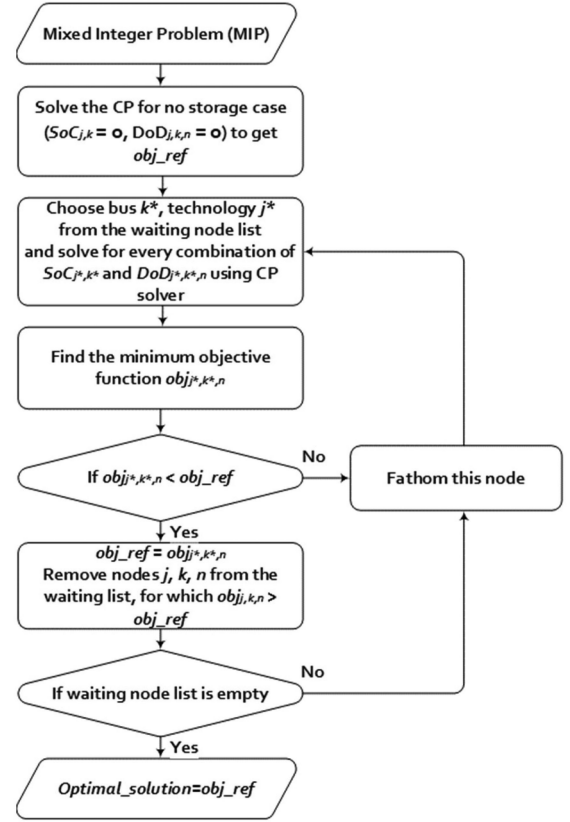 Mixed Integer Problem (MIP)
Solve the CP for no storage case
(SoCj,k = 0, DoDj,k,n = 0) to get
obj_ref
Choose bus k*, technology j*
from the waiting node list
and solve for every combination of
SoCj*,k* and DoDj*,k*,n using CP
solver
Find the minimum objective
function objj*,k*,n
If objj*,k*,n < obj_ref
No
Fathom this node
Yes
obj_ref = objj*,k*,n
Remove nodes j, k, n from the
waiting list, for which objj,k,n >
obj_ref
If waiting node list is empty
No
Yes
Optimal_solution=obj_ref